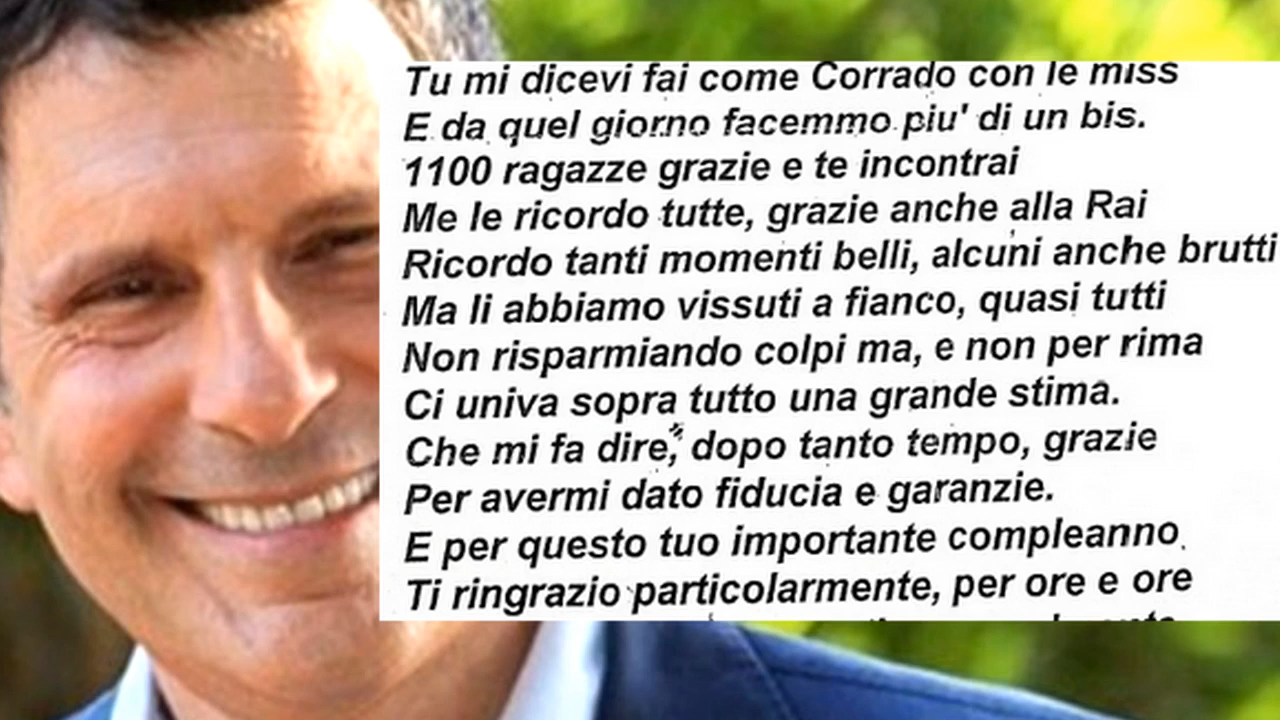 Tu mi dicevi fai come Corrado con le miss
E da quel giorno facemmo piu' di un bis.
1100 ragazze grazie e te incontrai
Me le ricordo tutte, grazie anche alla Rai
Ricordo tanti momenti belli, alcuni anche brutti
Ma li abbiamo vissuti a fianco, quasi tutti
Non risparmiando colpi ma, e non per rima
Ci univa sopra tutto una grande stima.
Che mi fa dire, dopo tanto tempo, grazie
Per avermi dato fiducia e garanzie.
E per questo tuo importante compleanno
Ti ringrazio particolarmente, per ore e ore